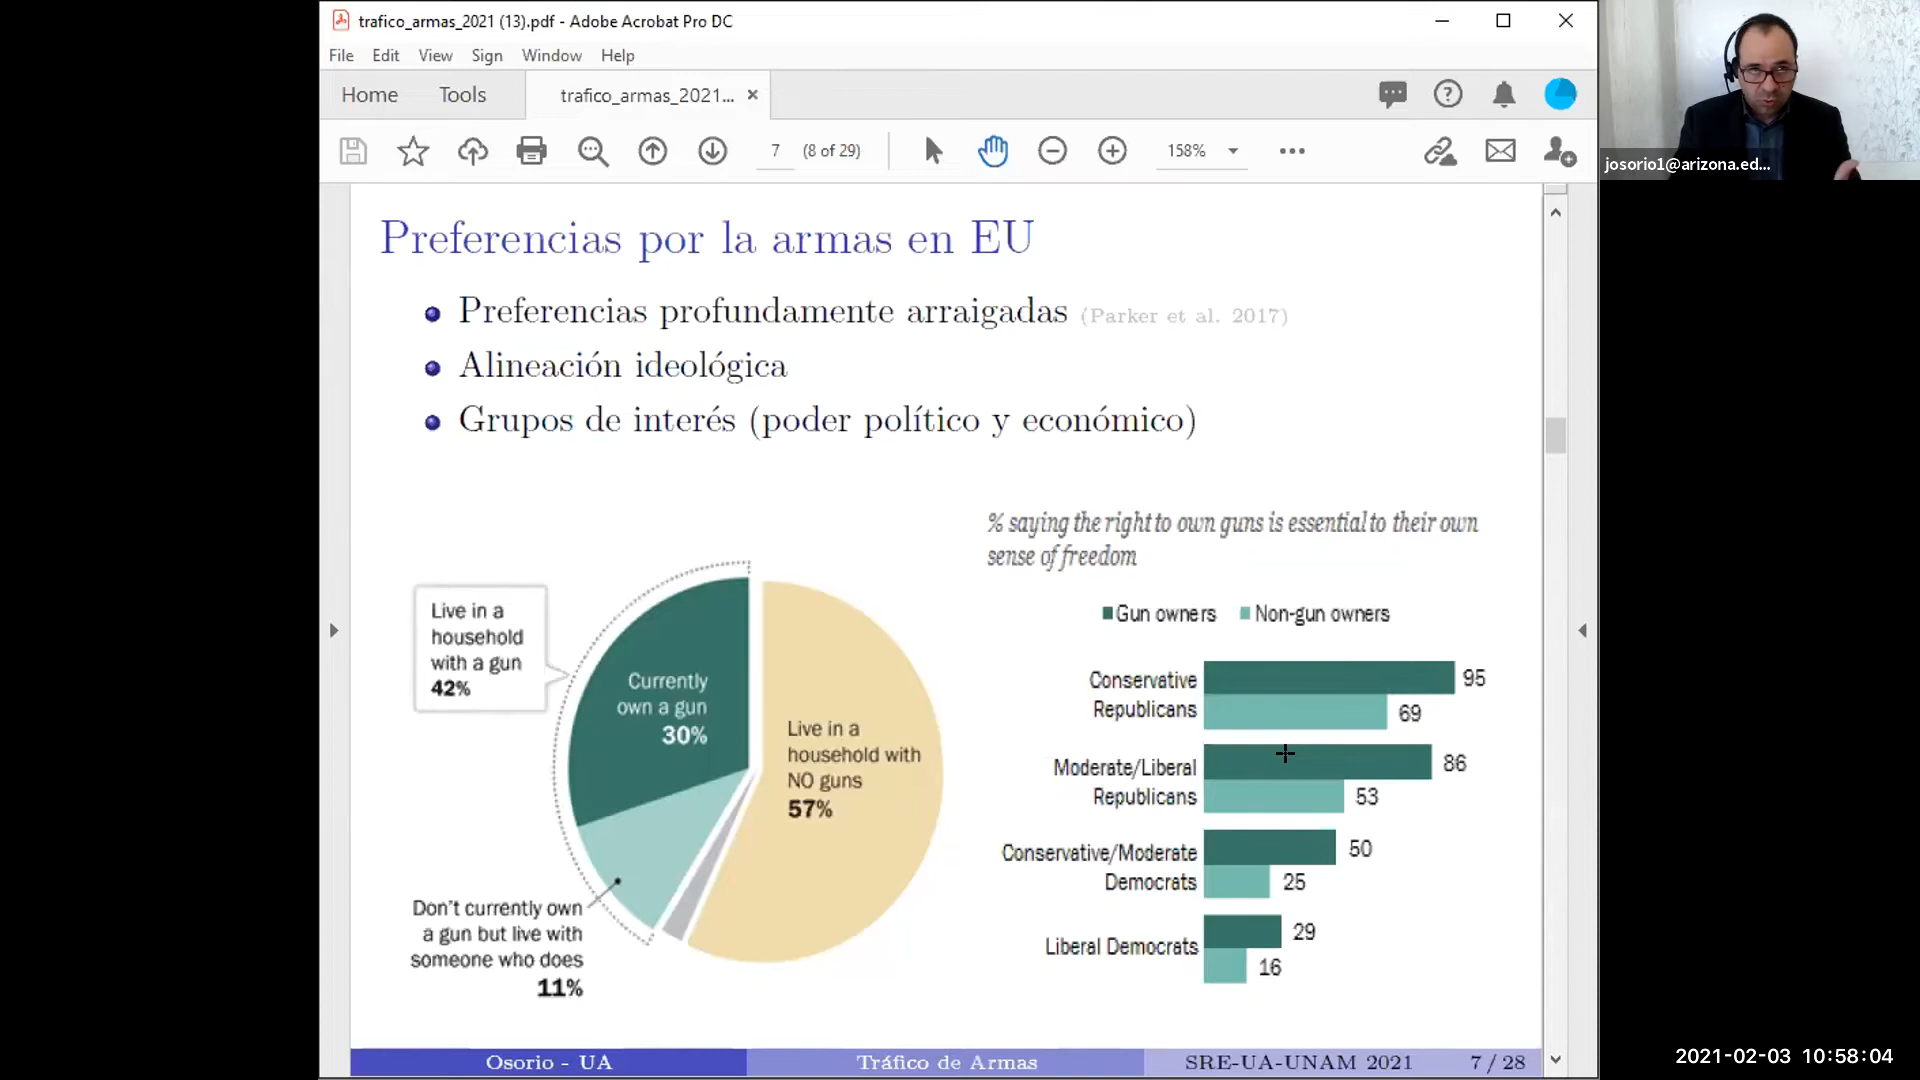 trafico_armas_2021 (13).pdf - Adobe Acrobat Pro DC
File Edit View Sign Window Help
Home Tools trafico_armas_2021...
7 (8 of 29) 158%
josorio1@arizona.ed...
Preferencias por la armas en EU
Preferencias profundamente arraigadas (Parker et al. 2017)
Alineación ideológica
Grupos de interés (poder político y económico)
Live in a
household
with a gun
42%
Currently
own a gun
30%
Live in a
household with
NO guns
57%
Don't currently own
a gun but live with
someone who does
11%
% saying the right to own guns is essential to their own
sense of freedom
Gun owners Non-gun owners
Conservative
Republicans
95
69
Moderate/Liberal
Republicans
86
53
Conservative/Moderate
Democrats
50
25
Liberal Democrats
29
16
Osorio - UA Tráfico de Armas SRE-UA-UNAM 2021 7 / 28
2021-02-03 10:58:04